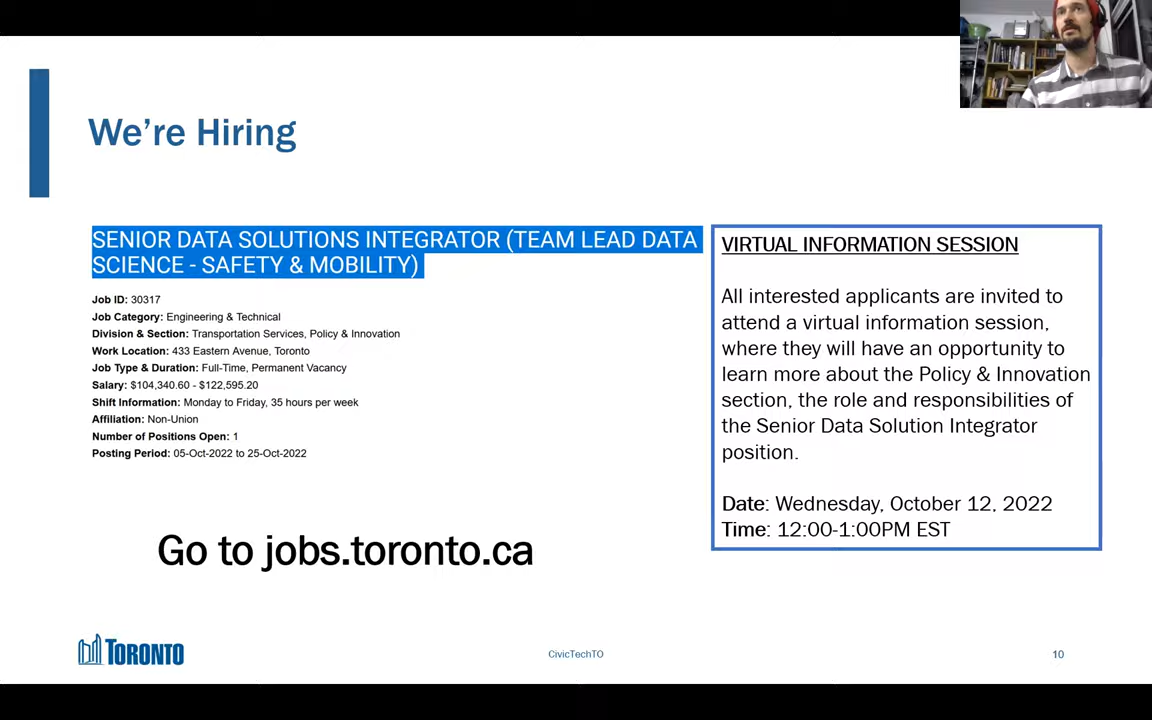 We're Hiring
SENIOR DATA SOLUTIONS INTEGRATOR (TEAM LEAD DATA
SCIENCE - SAFETY & MOBILITY)
Job ID: 30317
Job Category: Engineering & Technical
Division & Section: Transportation Services, Policy & Innovation
Work Location: 433 Eastern Avenue, Toronto
Job Type & Duration: Full-Time, Permanent Vacancy
Salary: $104,340.60 - $122,595.20
Shift Information: Monday to Friday, 35 hours per week
Affiliation: Non-Union
Number of Positions Open: 1
Posting Period: 05-Oct-2022 to 25-Oct-2022
Go to jobs.toronto.ca
VIRTUAL INFORMATION SESSION
All interested applicants are invited to
attend a virtual information session,
where they will have an opportunity to
learn more about the Policy & Innovation
section, the role and responsibilities of
the Senior Data Solution Integrator
position.
Date: Wednesday, October 12, 2022
Time: 12:00-1:00PM EST
TORONTO
CivicTechTO
10